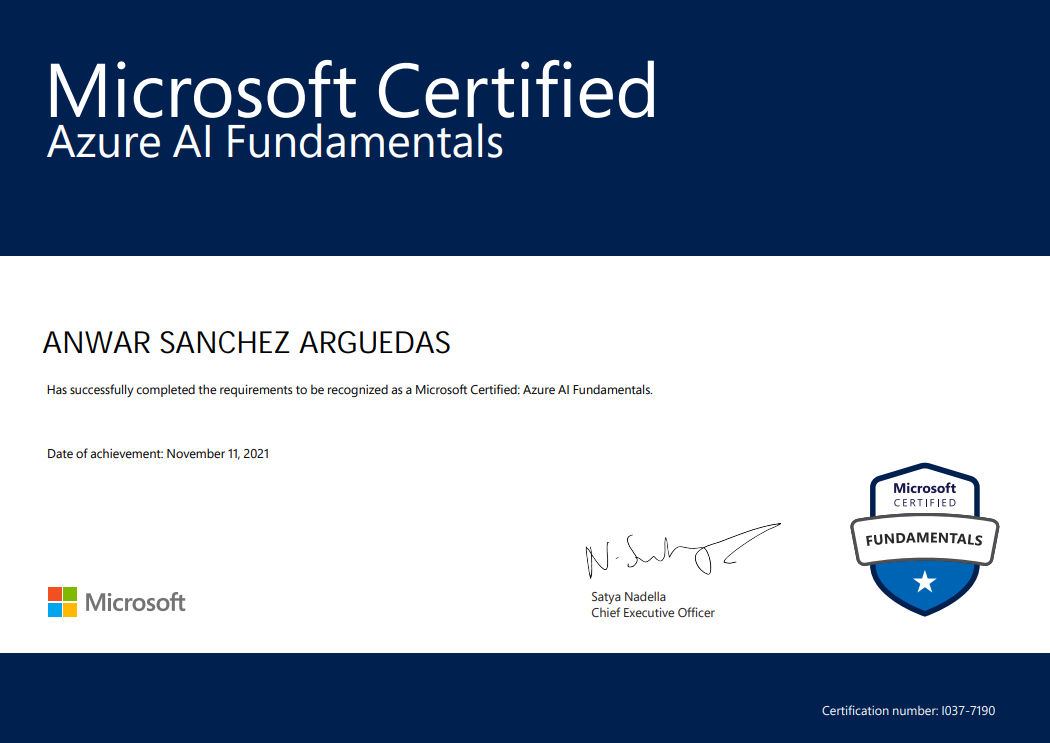 Microsoft Certified
Azure AI Fundamentals
ANWAR SANCHEZ ARGUEDAS
Has successfully completed the requirements to be recognized as a Microsoft Certified: Azure AI Fundamentals.
Date of achievement: November 11, 2021
Microsoft
CERTIFIED
FUNDAMENTALS
Satya Nadella
Chief Executive Officer
Microsoft
Certification number: I037-7190